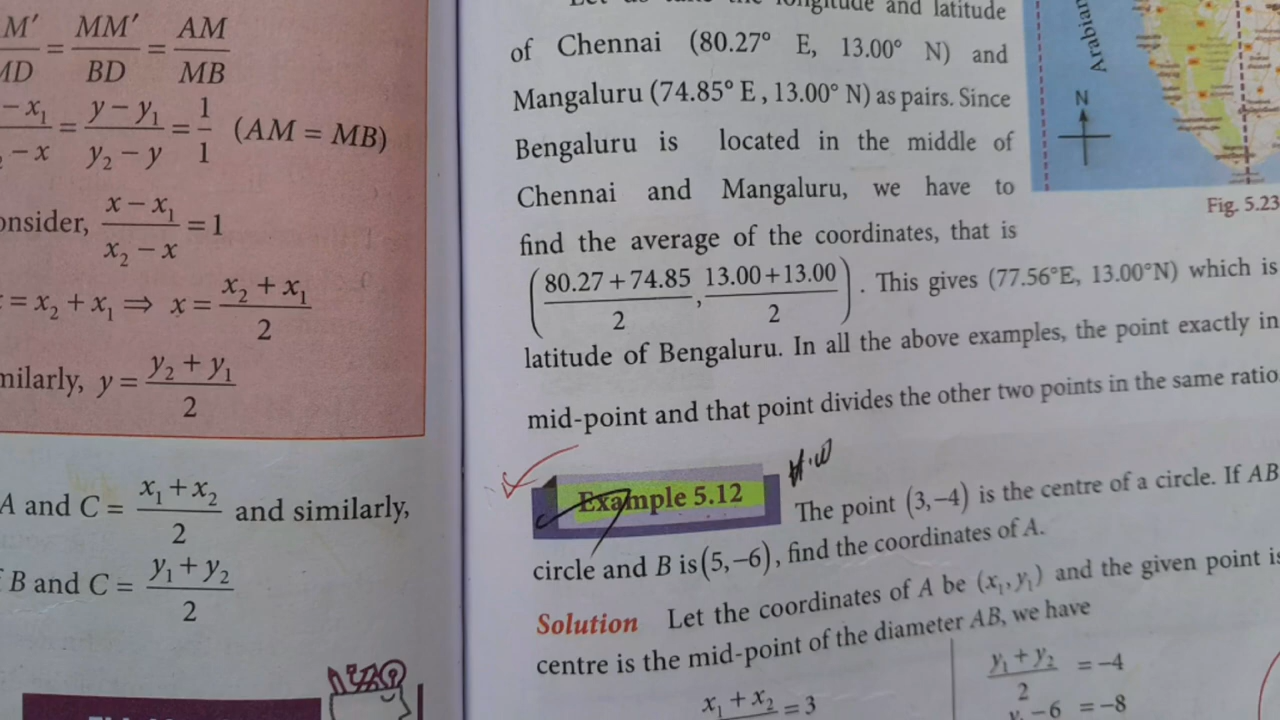 M′/MD = MM′/BD = AM/MB
– x₁/– x = y – y₁/y₂ – y = 1/1 (AM = MB)
onsider, x – x₁/x₂ – x = 1
= x₂ + x₁ ⇒ x = x₂ + x₁/2
milarly, y = y₂ + y₁/2
A and C = x₁ + x₂/2 and similarly,
B and C = y₁ + y₂/2
longitude and latitude
of Chennai (80.27° E, 13.00° N) and
Mangaluru (74.85° E , 13.00° N) as pairs. Since
Bengaluru is located in the middle of
Chennai and Mangaluru, we have to
find the average of the coordinates, that is
(80.27 + 74.85/2, 13.00 + 13.00/2). This gives (77.56°E, 13.00°N) which is
latitude of Bengaluru. In all the above examples, the point exactly in
mid-point and that point divides the other two points in the same ratio
Arabian
N
Fig. 5.23
H.W
Example 5.12 The point (3,–4) is the centre of a circle. If AB
circle and B is (5,–6), find the coordinates of A.
Solution Let the coordinates of A be (x₁, y₁) and the given point is
centre is the mid-point of the diameter AB, we have
x₁ + x₂ = 3
y₁ + y₂/2 = –4
– 6 = –8